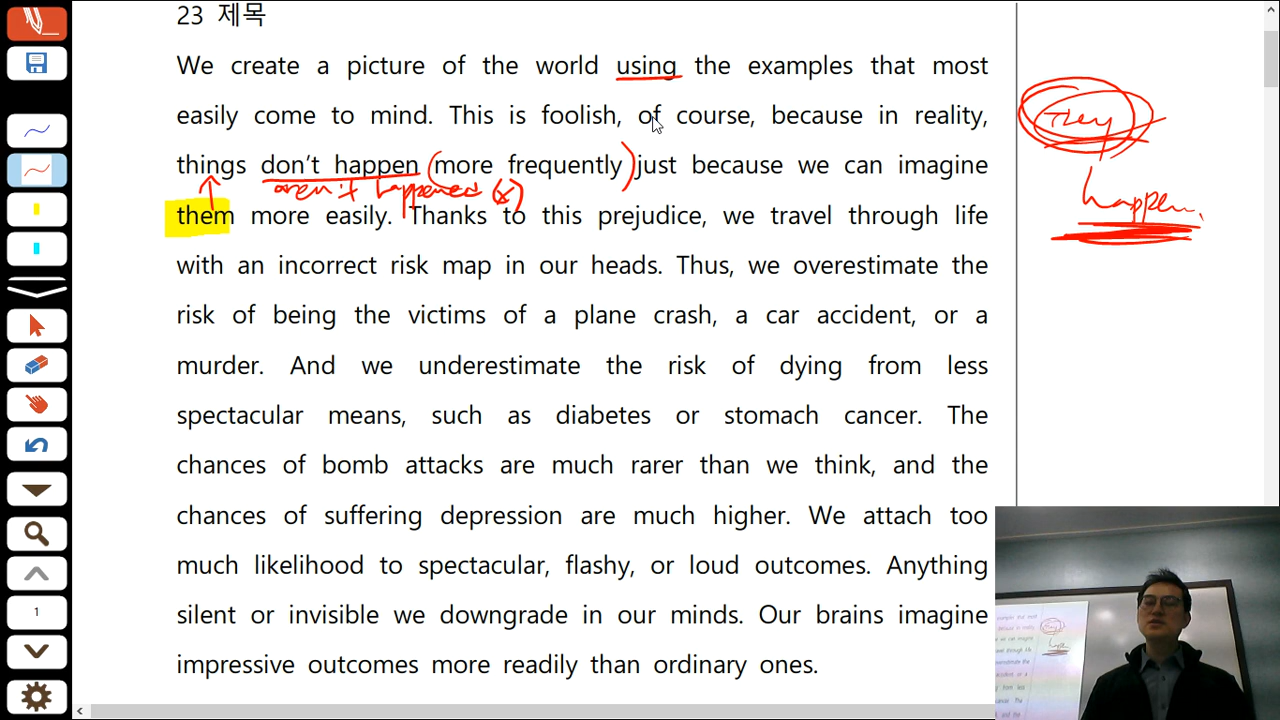 23 제목
We create a picture of the world using the examples that most
easily come to mind. This is foolish, of course, because in reality,
things don't happen (more frequently) just because we can imagine
aren't happened (x)
them more easily. Thanks to this prejudice, we travel through life
with an incorrect risk map in our heads. Thus, we overestimate the
risk of being the victims of a plane crash, a car accident, or a
murder. And we underestimate the risk of dying from less
spectacular means, such as diabetes or stomach cancer. The
chances of bomb attacks are much rarer than we think, and the
chances of suffering depression are much higher. We attach too
much likelihood to spectacular, flashy, or loud outcomes. Anything
silent or invisible we downgrade in our minds. Our brains imagine
impressive outcomes more readily than ordinary ones.
They
happen.
1